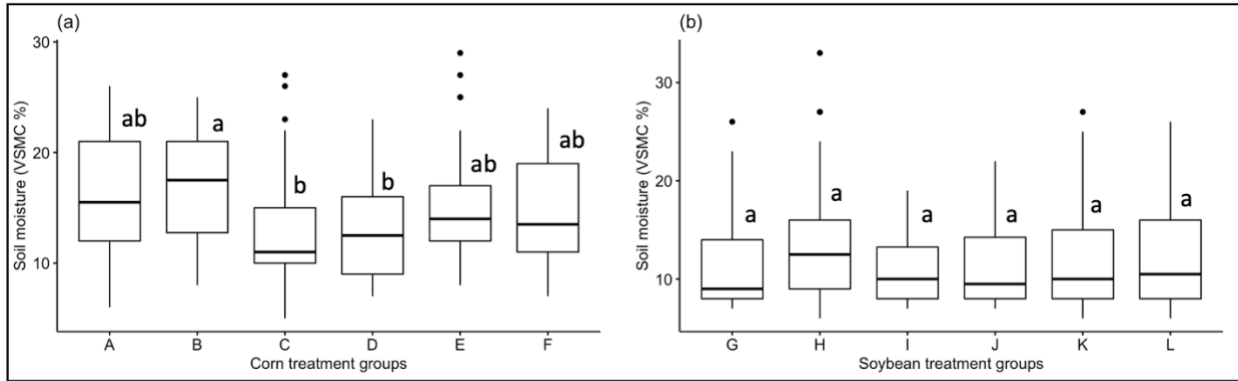 (a)
30
20
10
Soil moisture (VSMC %)
ab a b b ab ab
A B C D E F
Corn treatment groups
(b)
30
20
10
Soil moisture (VSMC %)
a a a a a a
G H I J K L
Soybean treatment groups